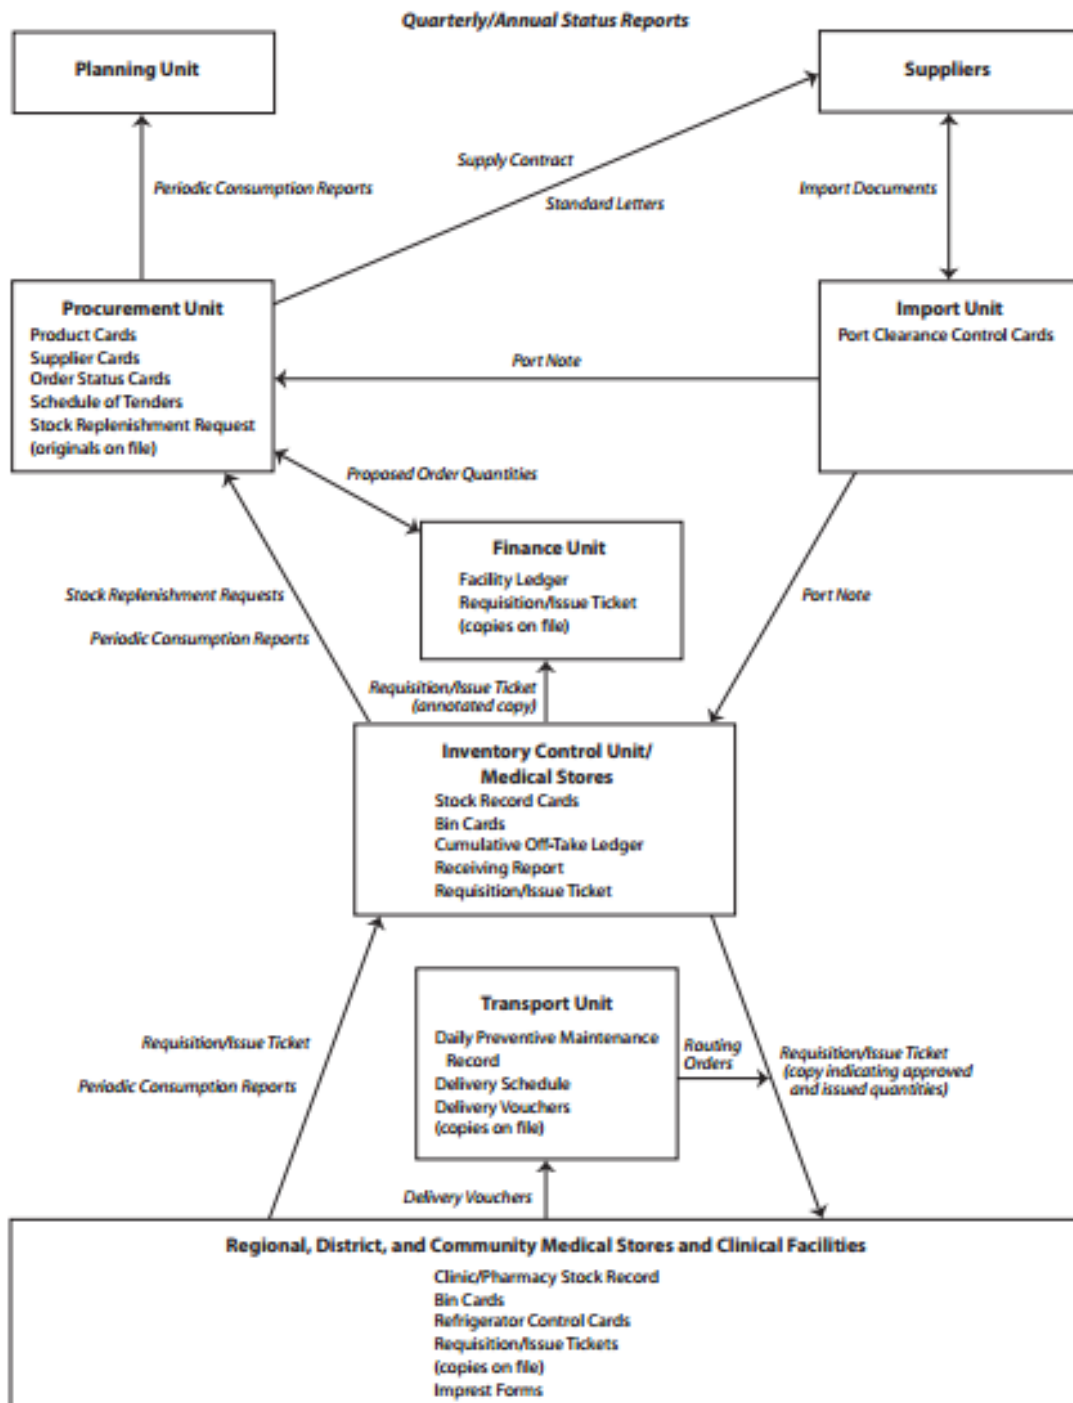 Quarterly/Annual Status Reports
Planning Unit
Suppliers
Supply Contract
Periodic Consumption Reports
Import Documents
Standard Letters
Procurement Unit
Product Cards
Supplier Cards
Order Status Cards
Schedule of Tenders
Stock Replenishment Request
(originals on file)
Import Unit
Port Clearance Control Cards
Port Note
Proposed Order Quantities
Finance Unit
Facility Ledger
Requisition/Issue Ticket
(copies on file)
Stock Replenishment Requests
Periodic Consumption Reports
Port Note
Requisition/Issue Ticket
(annotated copy)
Inventory Control Unit/
Medical Stores
Stock Record Cards
Bin Cards
Cumulative Off-Take Ledger
Receiving Report
Requisition/Issue Ticket
Requisition/Issue Ticket
Periodic Consumption Reports
Transport Unit
Daily Preventive Maintenance
Record
Delivery Schedule
Delivery Vouchers
(copies on file)
Routing
Orders
Requisition/Issue Ticket
(copy indicating approved
and issued quantities)
Delivery Vouchers
Regional, District, and Community Medical Stores and Clinical Facilities
Clinic/Pharmacy Stock Record
Bin Cards
Refrigerator Control Cards
Requisition/Issue Tickets
(copies on file)
Imprest Forms